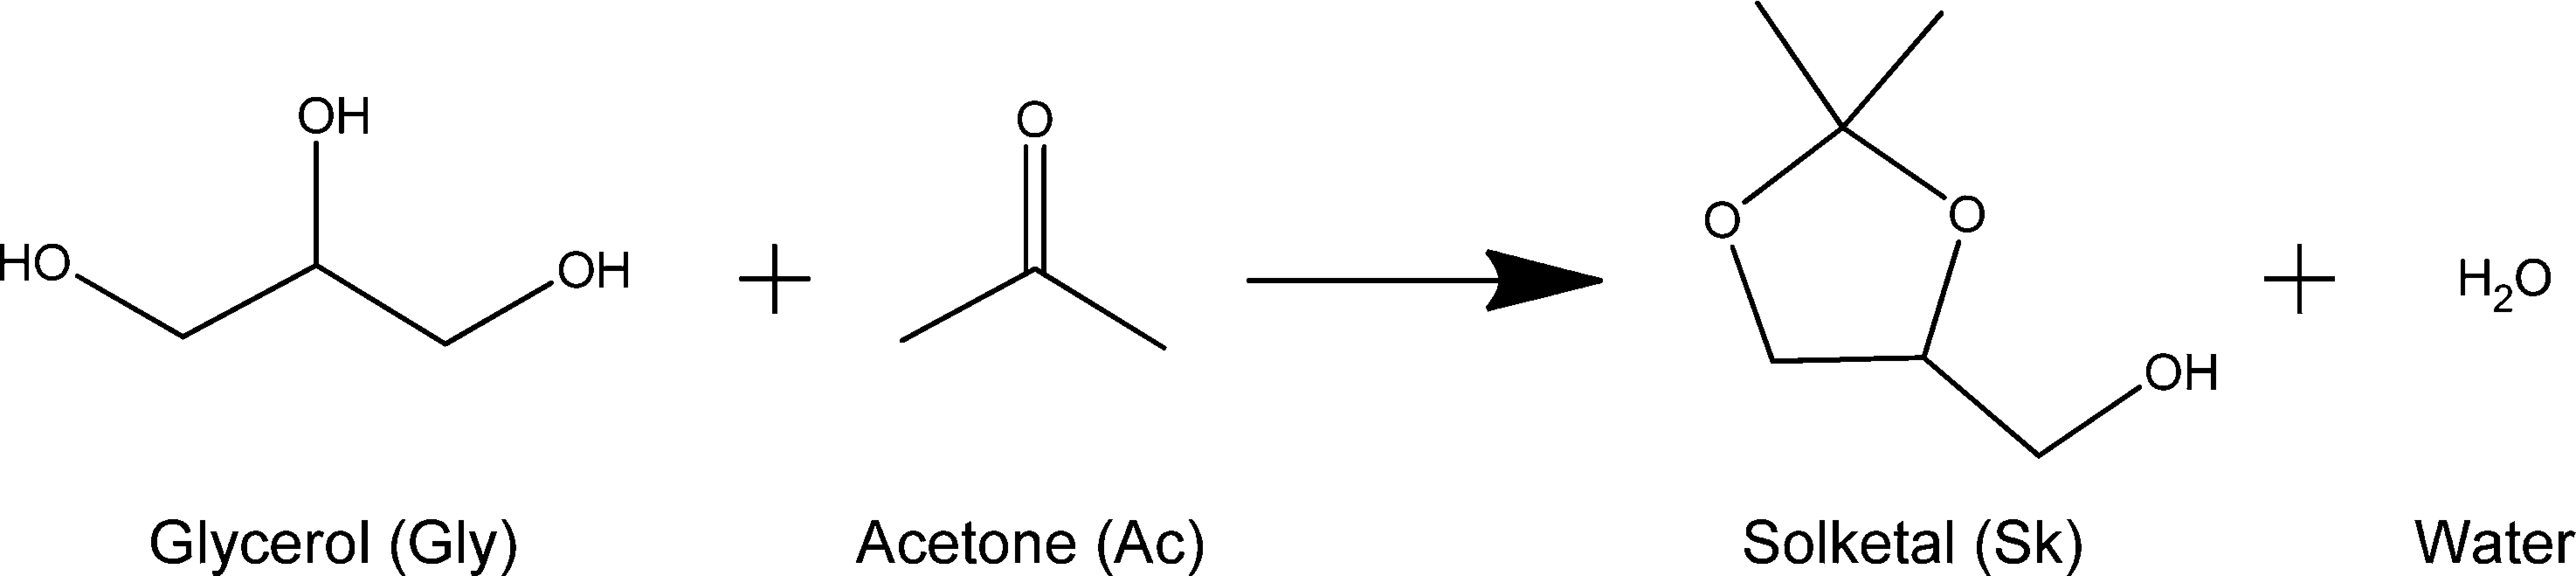 OH
HO
OH
+
O
O
O
OH
+
H₂O
Glycerol (Gly)
Acetone (Ac)
Solketal (Sk)
Water